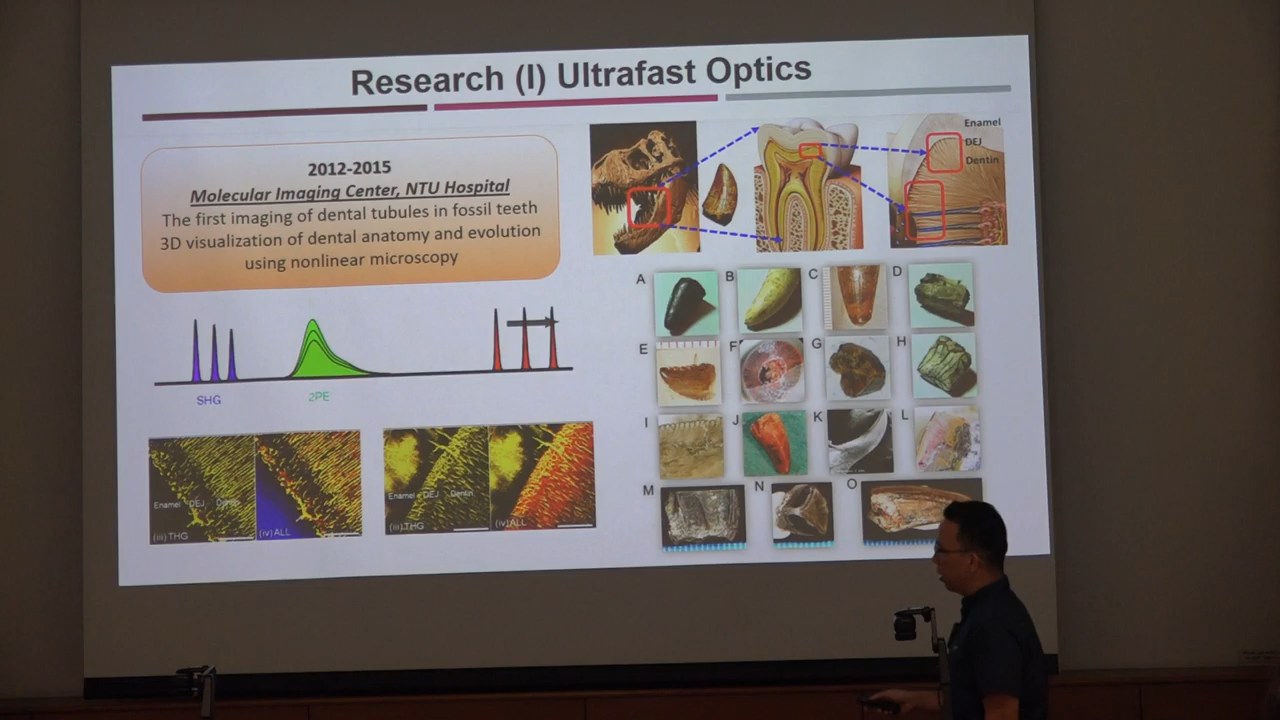 Research (I) Ultrafast Optics
2012-2015
Molecular Imaging Center, NTU Hospital
The first imaging of dental tubules in fossil teeth
3D visualization of dental anatomy and evolution
using nonlinear microscopy
Enamel
DEJ
Dentin
SHG
2PE
A
B
C
D
E
F
G
H
I
J
K
L
M
N
O
Enamel DEJ Dentin
(iii) THG
(iv) ALL
Enamel DEJ Dentin
(iii) THG
(iv) ALL